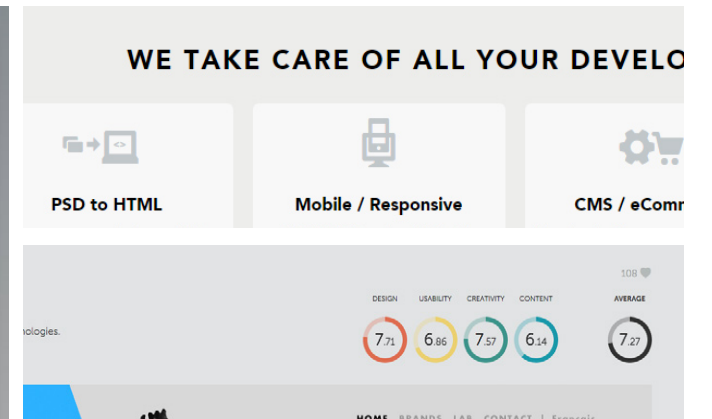 WE TAKE CARE OF ALL YOUR DEVELO
PSD to HTML
Mobile / Responsive
CMS / eComm
108
DESIGN USABILITY CREATIVITY CONTENT AVERAGE
nologies.
7.71 6.86 7.57 6.14 7.27
HOME BRANDS LAB CONTACT | Français